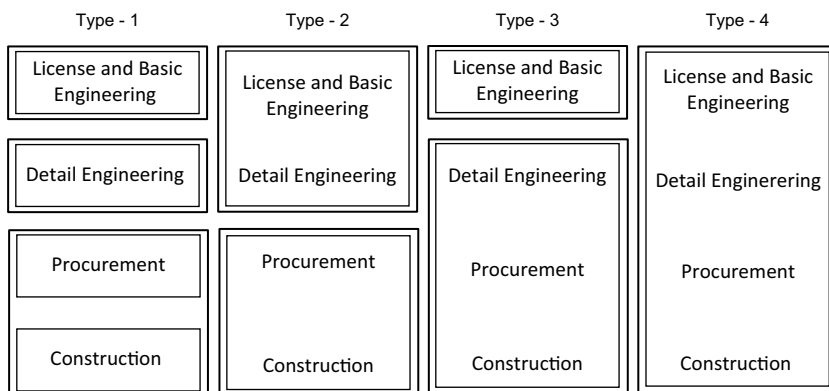 Type - 1
Type - 2
Type - 3
Type - 4
License and Basic
Engineering
Detail Engineering
Procurement
Construction
License and Basic
Engineering
Detail Engineering
Procurement
Construction
License and Basic
Engineering
Detail Engineering
Procurement
Construction
License and Basic
Engineering
Detail Enginerering
Procurement
Construction